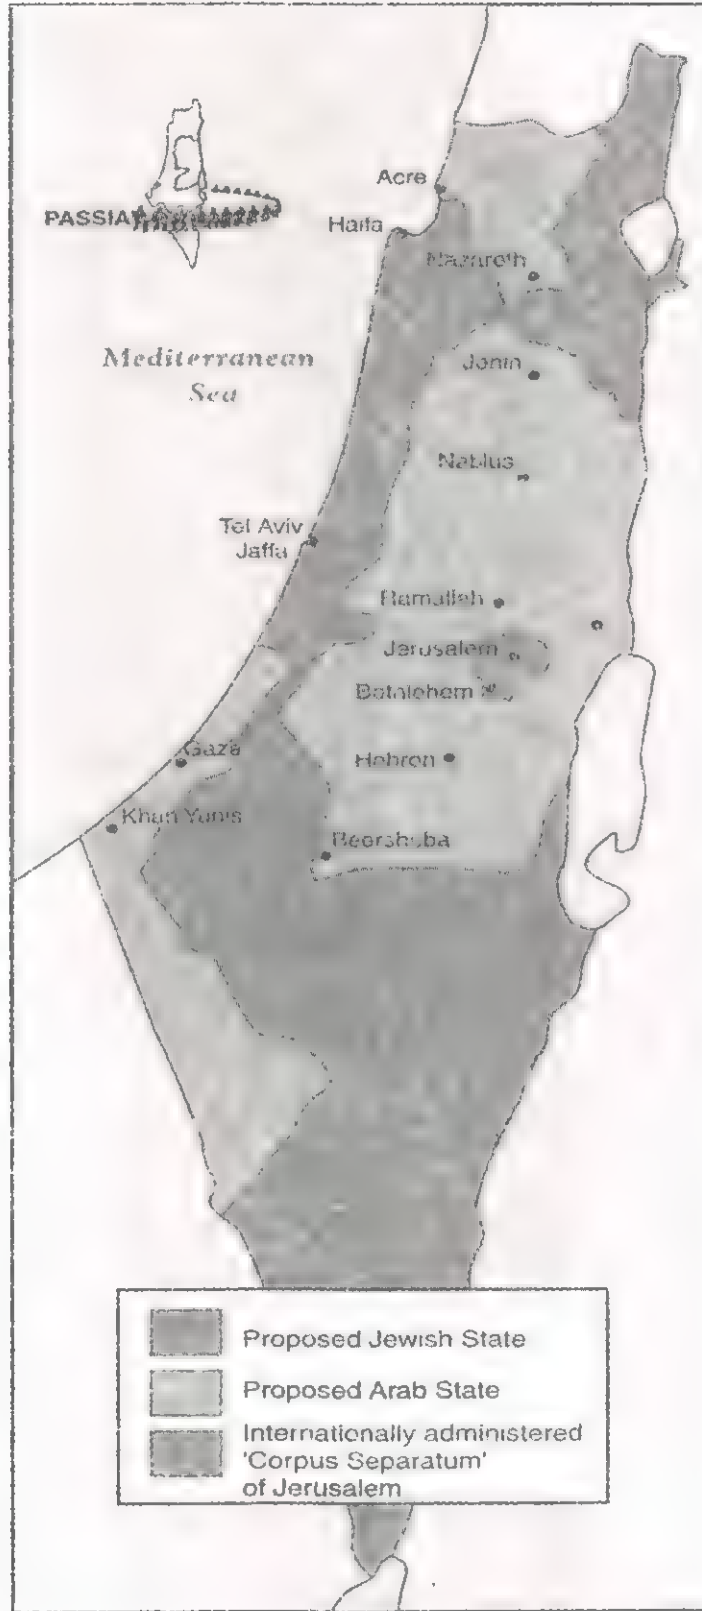 Acre
PASSIA
Haifa
Nazareth
Mediterranean
Sea
Jenin
Nablus
Tel Aviv
Jaffa
Ramallah
Jerusalem
Bethlehem
Gaza
Hebron
Khan Yunis
Beersheba
Proposed Jewish State
Proposed Arab State
Internationally administered
'Corpus Separatum'
of Jerusalem